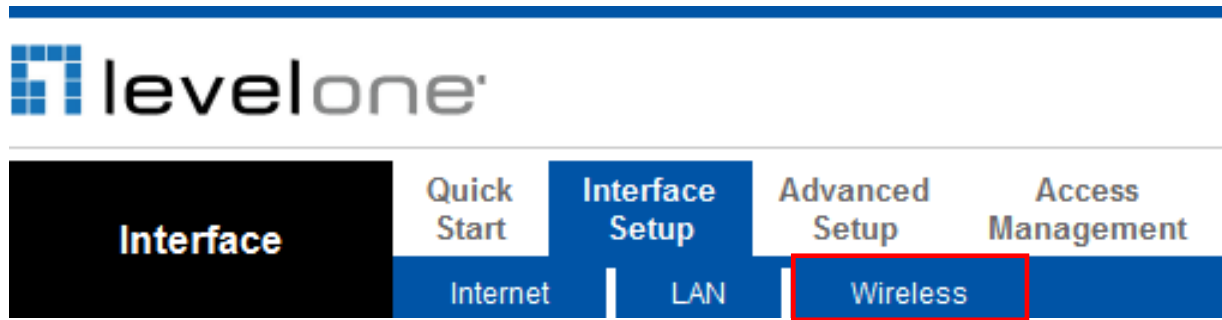 levelone
Interface
Quick Start
Interface Setup
Advanced Setup
Access Management
Internet
LAN
Wireless